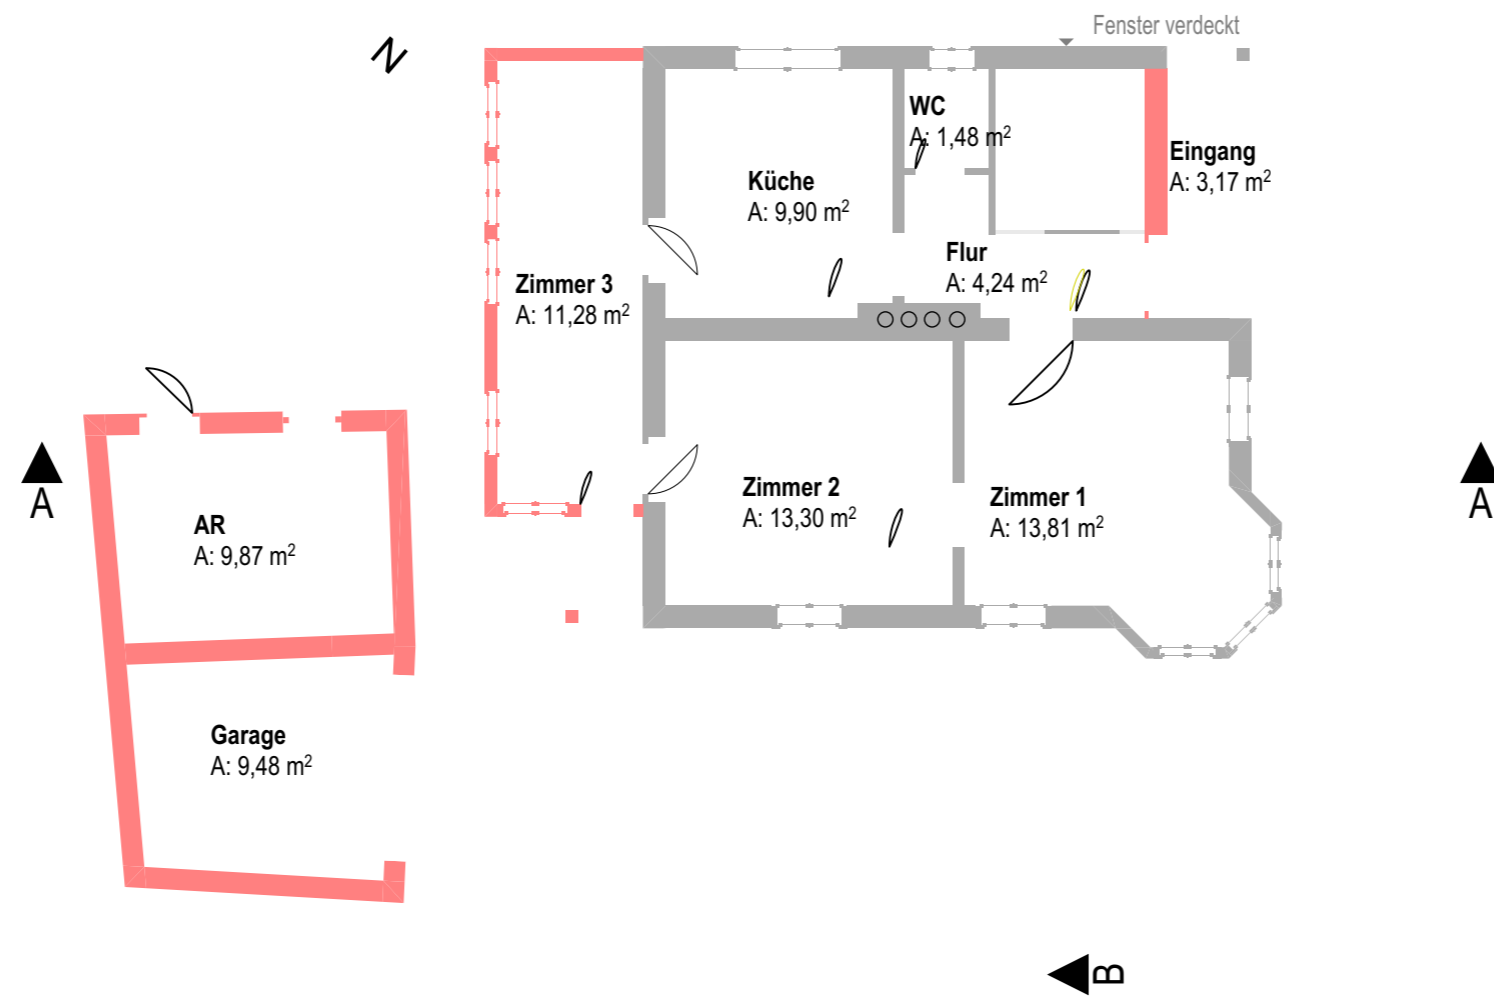 Fenster verdeckt
N
WC
A: 1,48 m²
Eingang
A: 3,17 m²
Küche
A: 9,90 m²
Flur
A: 4,24 m²
Zimmer 3
A: 11,28 m²
Zimmer 2
A: 13,30 m²
Zimmer 1
A: 13,81 m²
A
A
AR
A: 9,87 m²
Garage
A: 9,48 m²
B